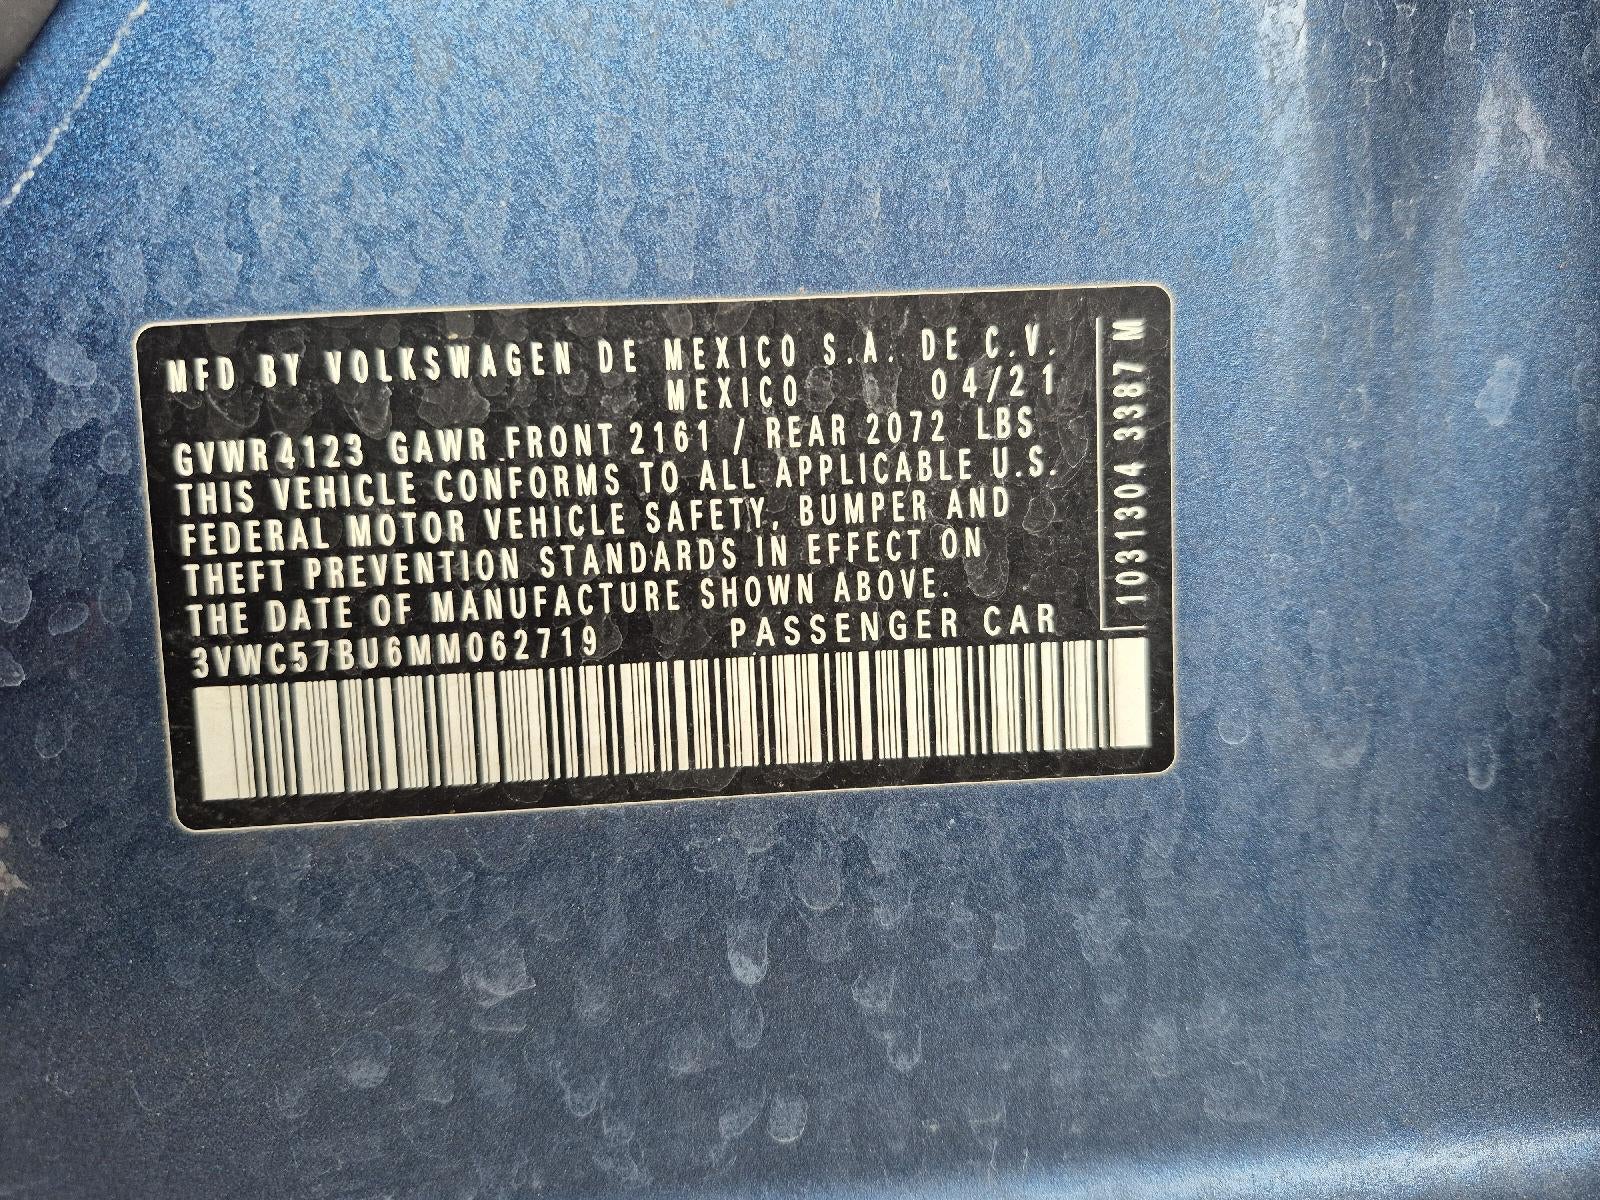 MFD BY VOLKSWAGEN DE MEXICO S.A. DE C.V.
MEXICO 04/21
GVWR4123 GAWR FRONT 2161 / REAR 2072 LBS
THIS VEHICLE CONFORMS TO ALL APPLICABLE U.S.
FEDERAL MOTOR VEHICLE SAFETY, BUMPER AND
THEFT PREVENTION STANDARDS IN EFFECT ON
THE DATE OF MANUFACTURE SHOWN ABOVE.
3VWC57BU6MM062719 PASSENGER CAR
1031304 3387 M